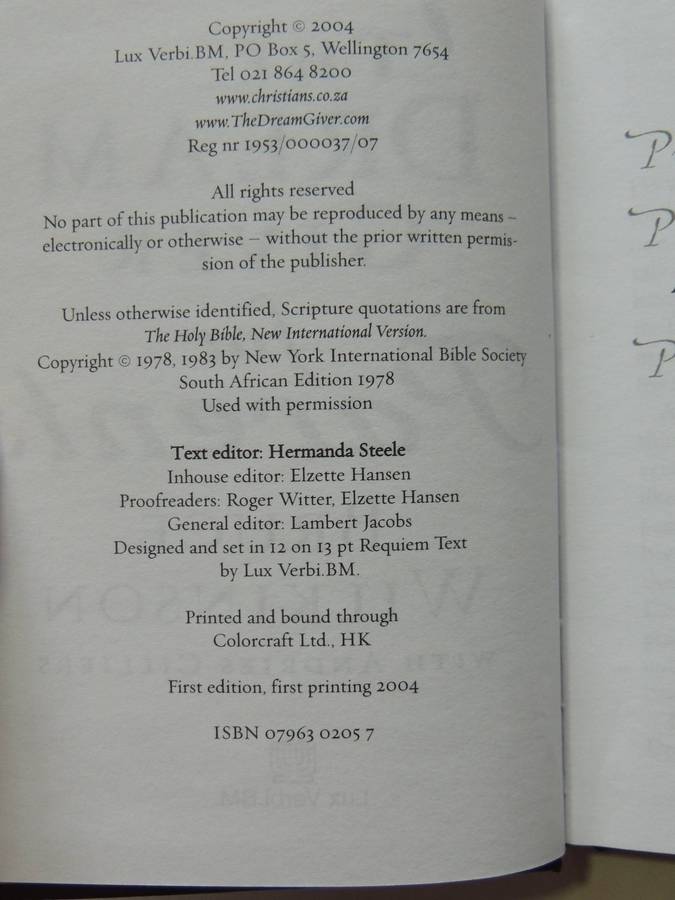 Copyright © 2004
Lux Verbi.BM, PO Box 5, Wellington 7654
Tel 021 864 8200
www.christians.co.za
www.TheDreamGiver.com
Reg nr 1953/000037/07
All rights reserved
No part of this publication may be reproduced by any means –
electronically or otherwise – without the prior written permis-
sion of the publisher.
Unless otherwise identified, Scripture quotations are from
The Holy Bible, New International Version.
Copyright © 1978, 1983 by New York International Bible Society
South African Edition 1978
Used with permission
Text editor: Hermanda Steele
Inhouse editor: Elzette Hansen
Proofreaders: Roger Witter, Elzette Hansen
General editor: Lambert Jacobs
Designed and set in 12 on 13 pt Requiem Text
by Lux Verbi.BM.
Printed and bound through
Colorcraft Ltd., HK
First edition, first printing 2004
ISBN 07963 0205 7